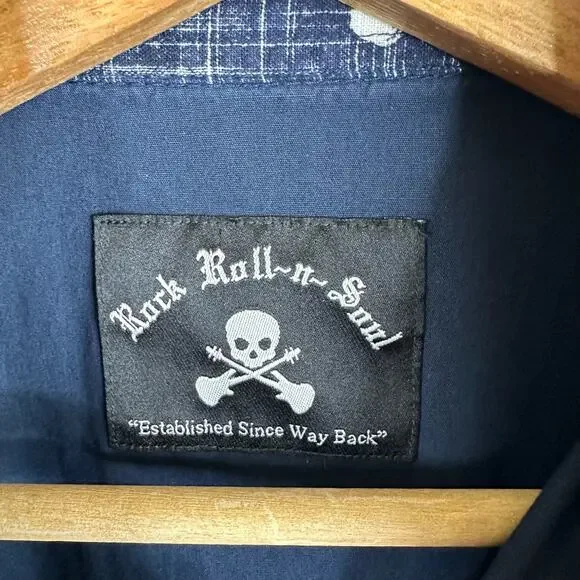 Rock Roll~n~Soul
"Established Since Way Back"